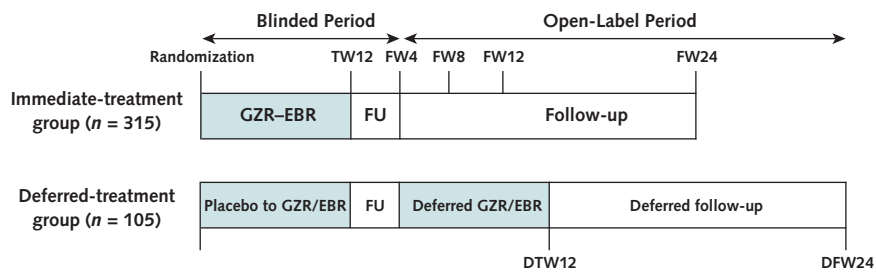 Blinded Period
Open-Label Period
Randomization
TW12
FW4
FW8
FW12
FW24
Immediate-treatment
group (n = 315)
GZR–EBR
FU
Follow-up
Deferred-treatment
group (n = 105)
Placebo to GZR/EBR
FU
Deferred GZR/EBR
Deferred follow-up
DTW12
DFW24